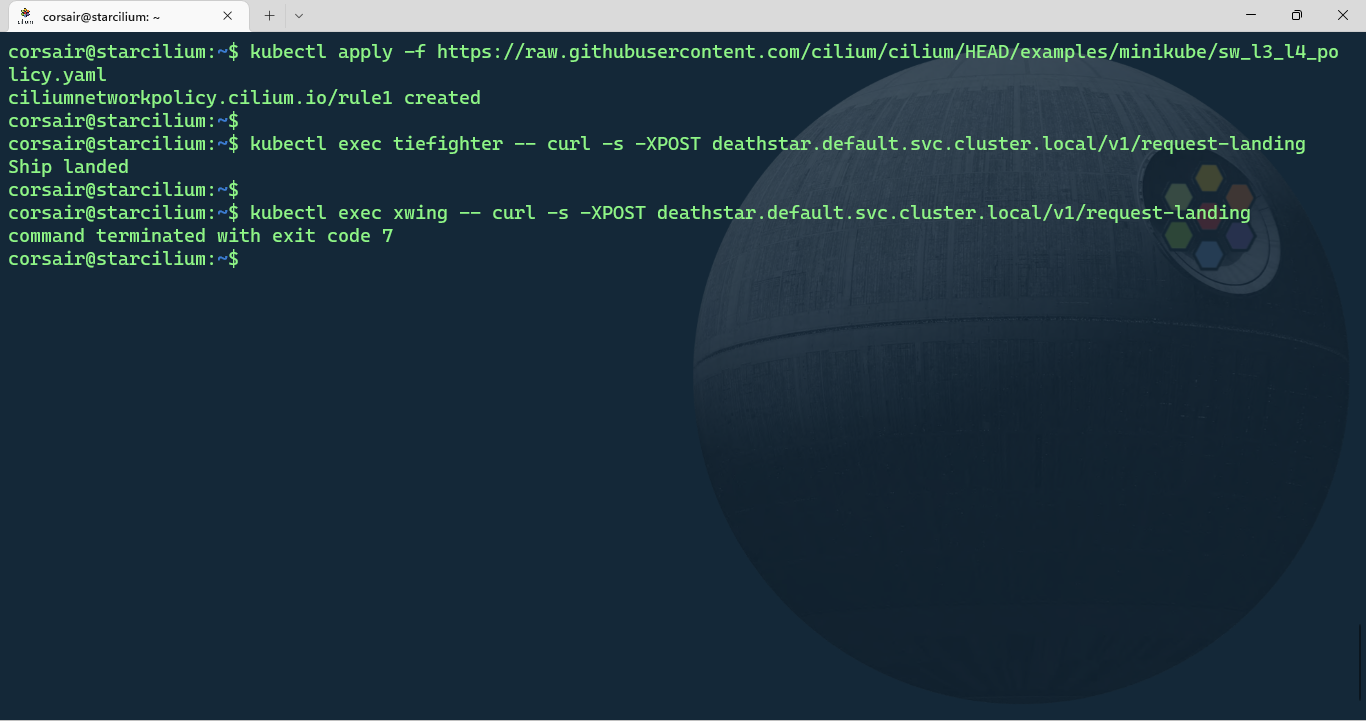 corsair@starcilium: ~
corsair@starcilium:~$ kubectl apply -f https://raw.githubusercontent.com/cilium/cilium/HEAD/examples/minikube/sw_l3_l4_po
licy.yaml
ciliumnetworkpolicy.cilium.io/rule1 created
corsair@starcilium:~$
corsair@starcilium:~$ kubectl exec tiefighter -- curl -s -XPOST deathstar.default.svc.cluster.local/v1/request-landing
Ship landed
corsair@starcilium:~$
corsair@starcilium:~$ kubectl exec xwing -- curl -s -XPOST deathstar.default.svc.cluster.local/v1/request-landing
command terminated with exit code 7
corsair@starcilium:~$